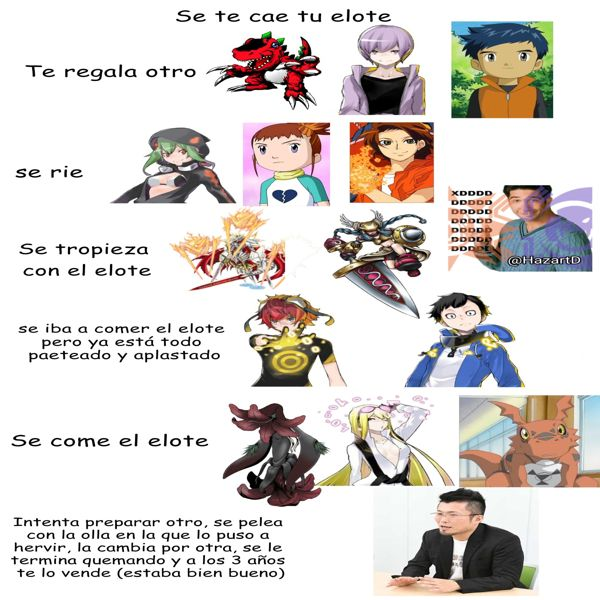 Se te cae tu elote
Te regala otro
se rie
XDDDD
DDDDD
DDDDD
DDDDD
DDDDD
DDDDD
@HazartD
Se tropieza
con el elote
se iba a comer el elote
pero ya está todo
paeteado y aplastado
Se come el elote
Intenta preparar otro, se pelea
con la olla en la que lo puso a
hervir, la cambia por otra, se le
termina quemando y a los 3 años
te lo vende (estaba bien bueno)